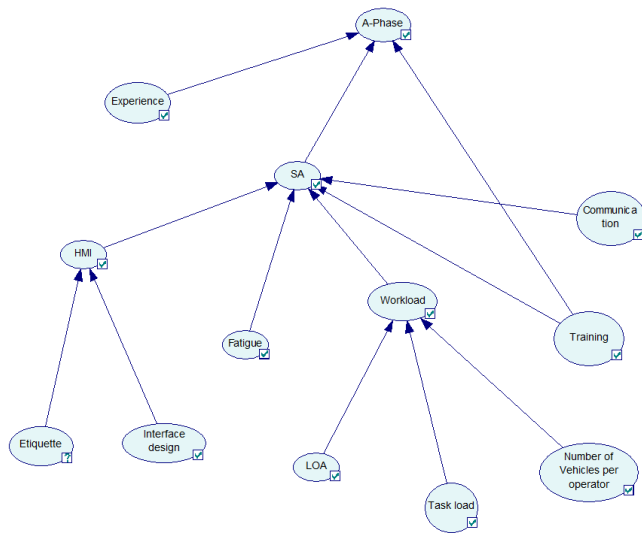 A-Phase
Experience
SA
Communica
tion
HMI
Workload
Fatigue
Training
Etiquette
?
Interface
design
LOA
Task load
Number of
Vehicles per
operator